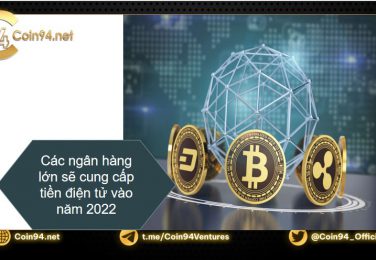 Coin94.net
Các ngân hàng
lớn sẽ cung cấp
tiền điện tử vào
năm 2022
Coin94.net
t.me/Coin94Ventures
@Coin94_Offici